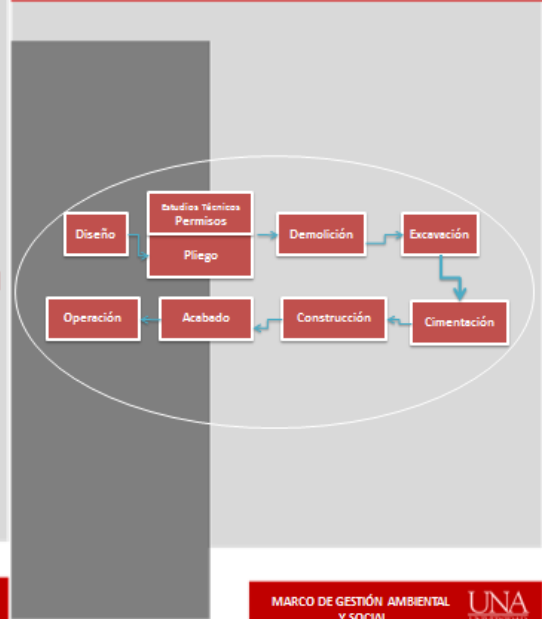 Estudios Técnicos
Permisos
Diseño
Pliego
Demolición
Excavación
Operación
Acabado
Construcción
Cimentación
MARCO DE GESTIÓN AMBIENTAL
Y SOCIAL
UNA